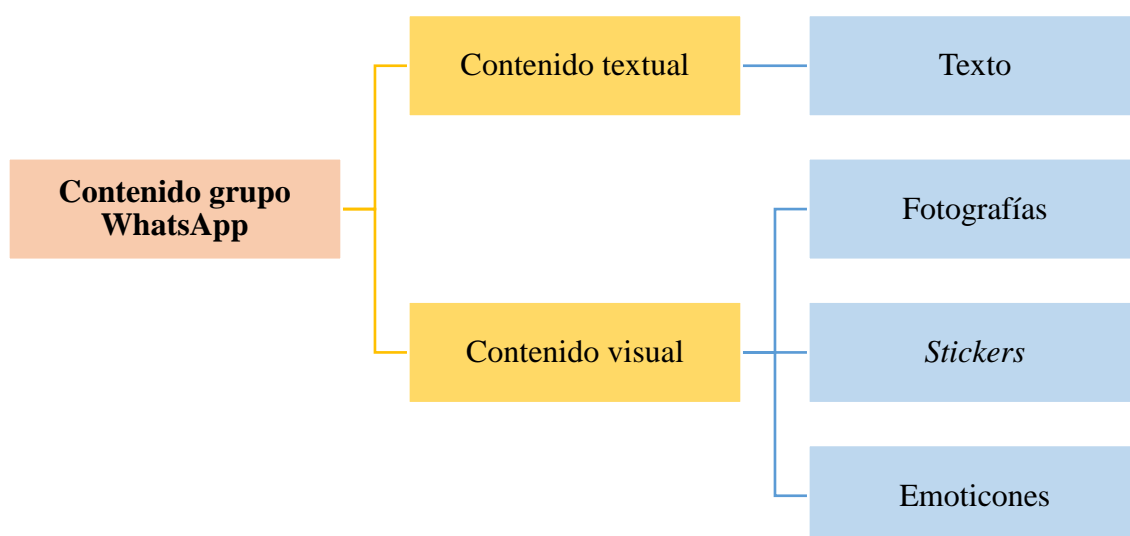 Contenido grupo
WhatsApp
Contenido textual
Texto
Contenido visual
Fotografías
Stickers
Emoticones